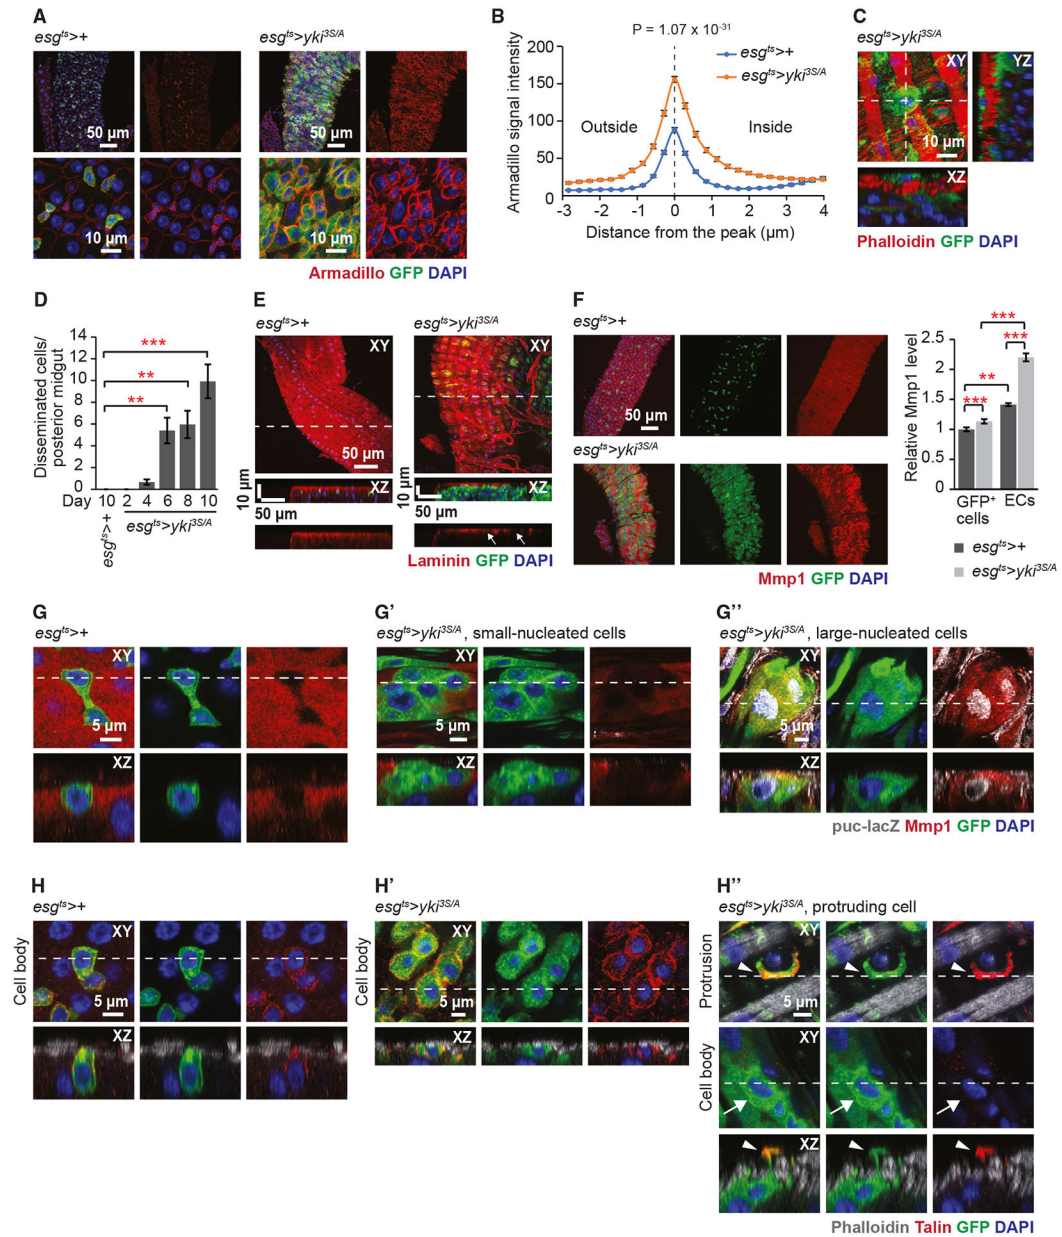 A
esg^ts>+
esg^ts>yki^3S/A
50 µm
50 µm
10 µm
10 µm
Armadillo GFP DAPI
B
P = 1.07 x 10^-31
Armadillo signal intensity
200
150
100
50
0
esg^ts>+
esg^ts>yki^3S/A
Outside
Inside
-3 -2 -1 0 1 2 3 4
Distance from the peak (µm)
C
esg^ts>yki^3S/A
XY
YZ
10 µm
XZ
Phalloidin GFP DAPI
D
Disseminated cells/
posterior midgut
14
12
10
8
6
4
2
0
***
**
**
Day 10 2 4 6 8 10
esg^ts>+
esg^ts>yki^3S/A
E
esg^ts>+
esg^ts>yki^3S/A
XY
XY
50 µm
50 µm
10 µm
XZ
50 µm
10 µm
XZ
50 µm
Laminin GFP DAPI
F
esg^ts>+
50 µm
esg^ts>yki^3S/A
Mmp1 GFP DAPI
Relative Mmp1 level
2.5
2
1.5
1
0.5
0
***
***
**
***
GFP^+
cells
ECs
esg^ts>+
esg^ts>yki^3S/A
G
esg^ts>+
XY
5 µm
XZ
G'
esg^ts>yki^3S/A, small-nucleated cells
XY
5 µm
XZ
G''
esg^ts>yki^3S/A, large-nucleated cells
XY
5 µm
XZ
puc-lacZ Mmp1 GFP DAPI
H
esg^ts>+
Cell body
XY
5 µm
XZ
H'
esg^ts>yki^3S/A
Cell body
XY
5 µm
XZ
H''
esg^ts>yki^3S/A, protruding cell
Protrusion
XY
5 µm
Cell body
XY
XZ
Phalloidin Talin GFP DAPI